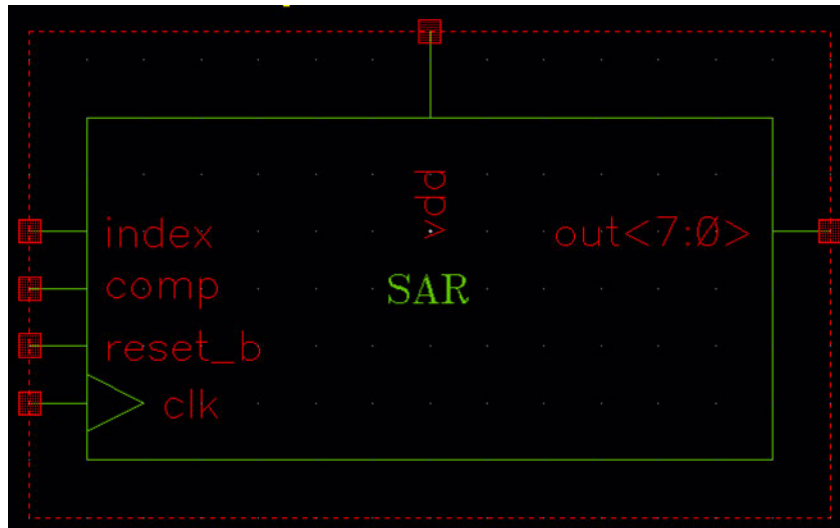 vdd
index
out<7:0>
comp
SAR
reset_b
clk